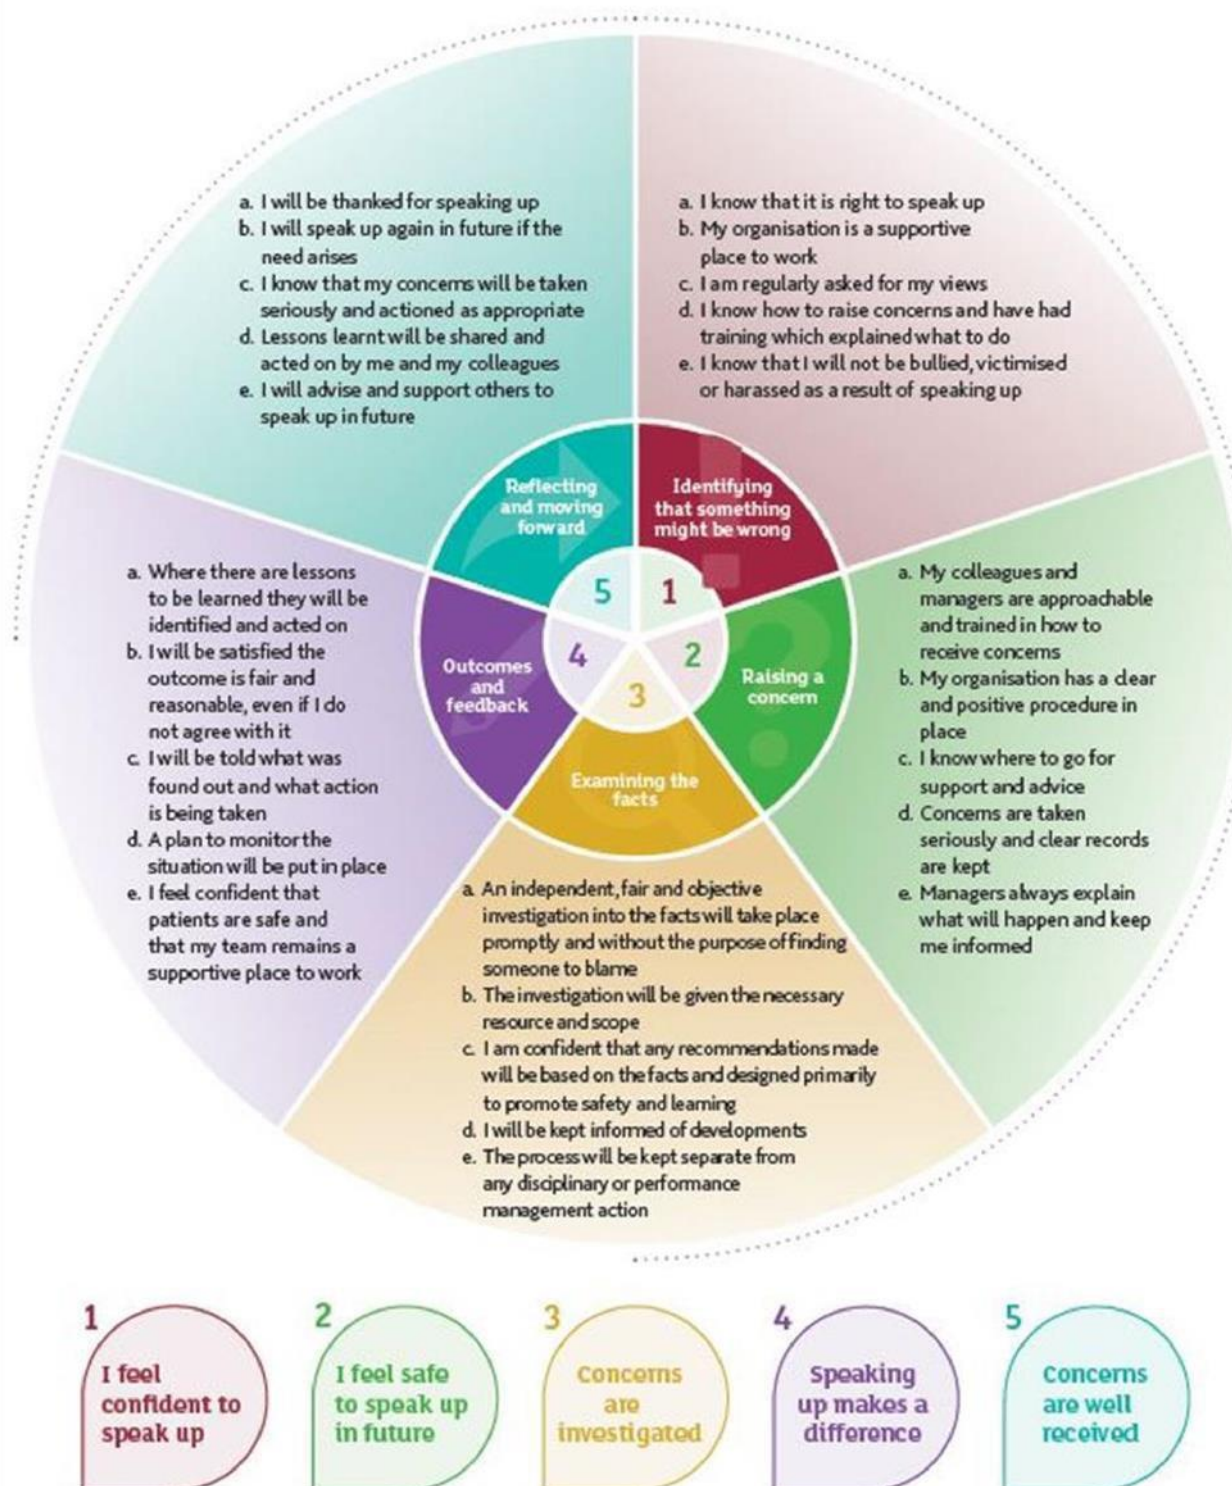 a. I will be thanked for speaking up
b. I will speak up again in future if the
need arises
c. I know that my concerns will be taken
seriously and actioned as appropriate
d. Lessons learnt will be shared and
acted on by me and my colleagues
e. I will advise and support others to
speak up in future
a. I know that it is right to speak up
b. My organisation is a supportive
place to work
c. I am regularly asked for my views
d. I know how to raise concerns and have had
training which explained what to do
e. I know that I will not be bullied, victimised
or harassed as a result of speaking up
Reflecting
and moving
forward
Identifying
that something
might be wrong
5
1
4
2
3
Outcomes
and
feedback
Raising a
concern
Examining the
facts
a. Where there are lessons
to be learned they will be
identified and acted on
b. I will be satisfied the
outcome is fair and
reasonable, even if I do
not agree with it
c. I will be told what was
found out and what action
is being taken
d. A plan to monitor the
situation will be put in place
e. I feel confident that
patients are safe and
that my team remains a
supportive place to work
a. My colleagues and
managers are approachable
and trained in how to
receive concerns
b. My organisation has a clear
and positive procedure in
place
c. I know where to go for
support and advice
d. Concerns are taken
seriously and clear records
are kept
e. Managers always explain
what will happen and keep
me informed
a. An independent, fair and objective
investigation into the facts will take place
promptly and without the purpose of finding
someone to blame
b. The investigation will be given the necessary
resource and scope
c. I am confident that any recommendations made
will be based on the facts and designed primarily
to promote safety and learning
d. I will be kept informed of developments
e. The process will be kept separate from
any disciplinary or performance
management action
1
I feel
confident to
speak up
2
I feel safe
to speak up
in future
3
Concerns
are
investigated
4
Speaking
up makes a
difference
5
Concerns
are well
received